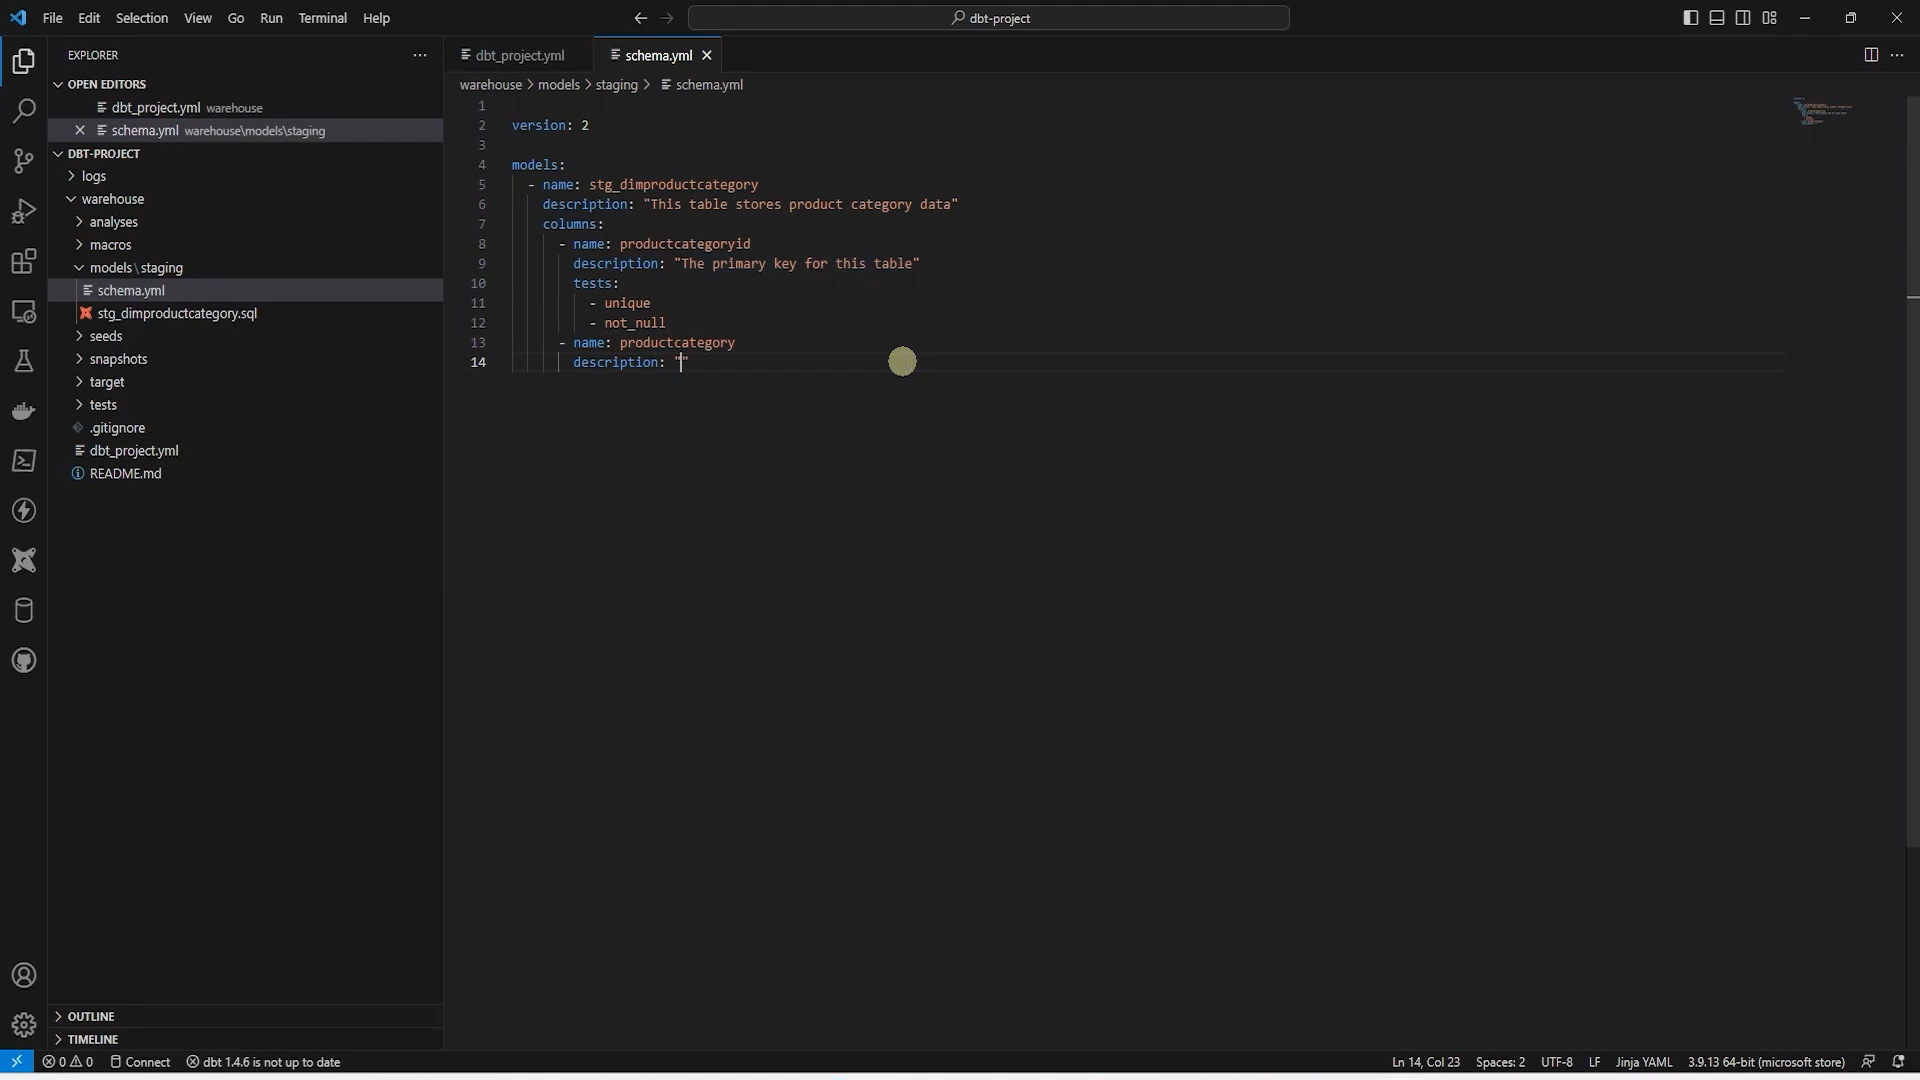 File Edit Selection View Go Run Terminal Help
dbt-project
EXPLORER
OPEN EDITORS
dbt_project.yml warehouse
schema.yml warehouse\models\staging
DBT-PROJECT
logs
warehouse
analyses
macros
models\staging
schema.yml
stg_dimproductcategory.sql
seeds
snapshots
target
tests
.gitignore
dbt_project.yml
README.md
OUTLINE
TIMELINE
dbt_project.yml schema.yml
warehouse > models > staging > schema.yml
1
2 version: 2
3
4 models:
5 - name: stg_dimproductcategory
6 description: "This table stores product category data"
7 columns:
8 - name: productcategoryid
9 description: "The primary key for this table"
10 tests:
11 - unique
12 - not_null
13 - name: productcategory
14 description: ""
0 0 Connect dbt 1.4.6 is not up to date Ln 14, Col 23 Spaces: 2 UTF-8 LF Jinja YAML 3.9.13 64-bit (microsoft store)